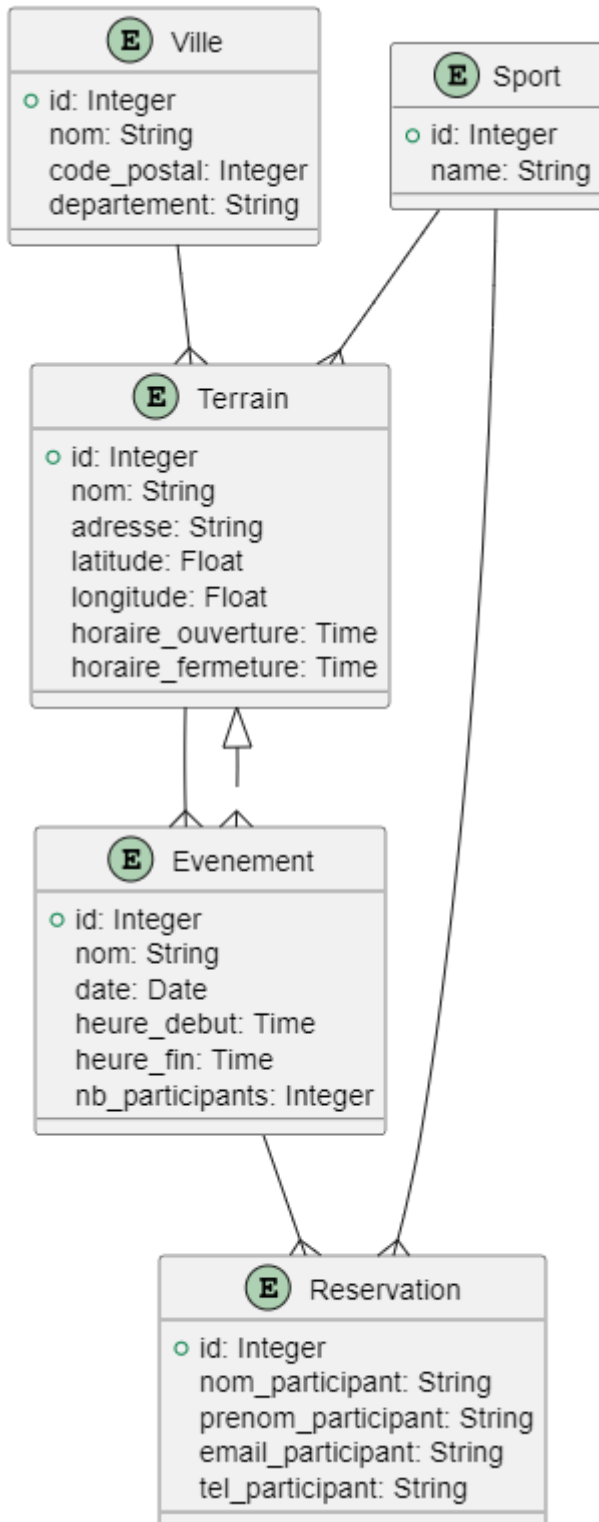 E Ville
id: Integer
nom: String
code_postal: Integer
departement: String
E Sport
id: Integer
name: String
E Terrain
id: Integer
nom: String
adresse: String
latitude: Float
longitude: Float
horaire_ouverture: Time
horaire_fermeture: Time
E Evenement
id: Integer
nom: String
date: Date
heure_debut: Time
heure_fin: Time
nb_participants: Integer
E Reservation
id: Integer
nom_participant: String
prenom_participant: String
email_participant: String
tel_participant: String